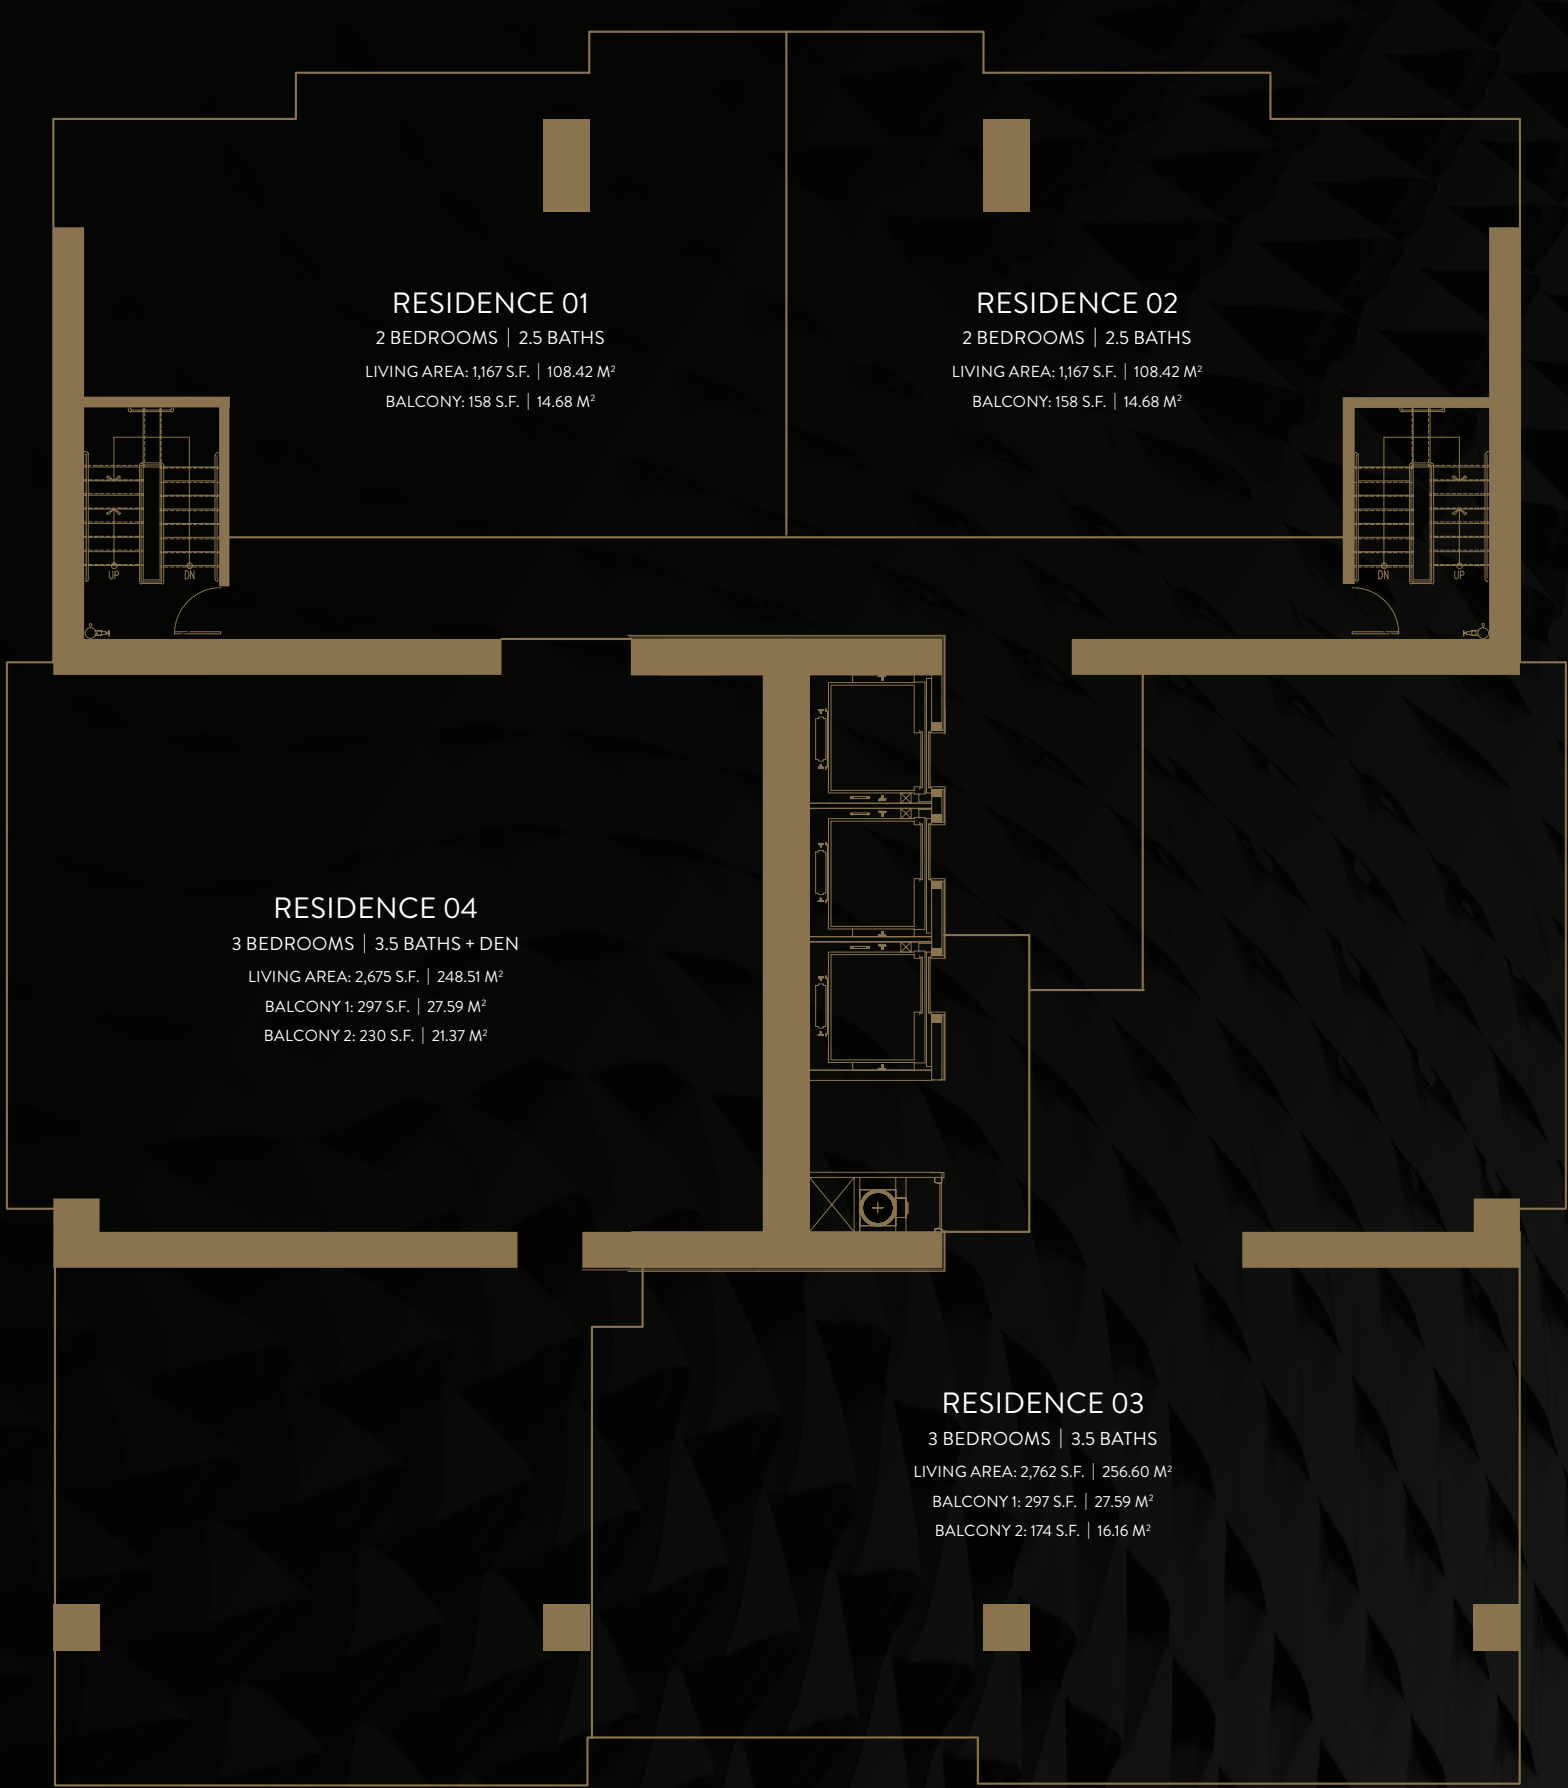 RESIDENCE 01
2 BEDROOMS | 2.5 BATHS
LIVING AREA: 1,167 S.F. | 108.42 M²
BALCONY: 158 S.F. | 14.68 M²
RESIDENCE 02
2 BEDROOMS | 2.5 BATHS
LIVING AREA: 1,167 S.F. | 108.42 M²
BALCONY: 158 S.F. | 14.68 M²
UP
DN
DN
UP
RESIDENCE 04
3 BEDROOMS | 3.5 BATHS + DEN
LIVING AREA: 2,675 S.F. | 248.51 M²
BALCONY 1: 297 S.F. | 27.59 M²
BALCONY 2: 230 S.F. | 21.37 M²
RESIDENCE 03
3 BEDROOMS | 3.5 BATHS
LIVING AREA: 2,762 S.F. | 256.60 M²
BALCONY 1: 297 S.F. | 27.59 M²
BALCONY 2: 174 S.F. | 16.16 M²